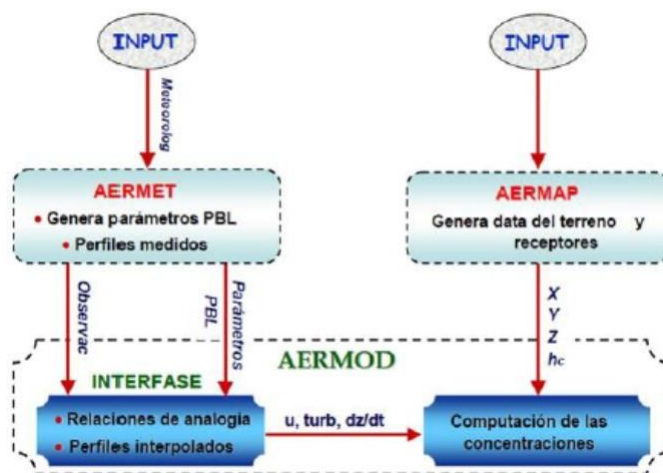 INPUT
INPUT
Meteorolog
AERMET
• Genera parámetros PBL
• Perfiles medidos
AERMAP
Genera data del terreno y
receptores
Observac
Parámetros
PBL
X
Y
Z
hc
AERMOD
INTERFASE
• Relaciones de analogía
• Perfiles interpolados
u, turb, dz/dt
Computación de las
concentraciones